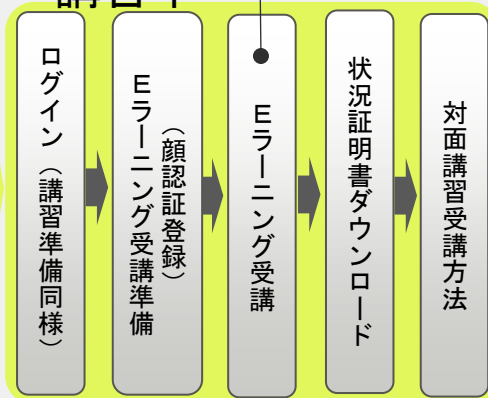 ログイン（講習準備同様）
Eラーニング受講準備
（顔認証登録）
Eラーニング受講
状況証明書ダウンロード
対面講習受講方法